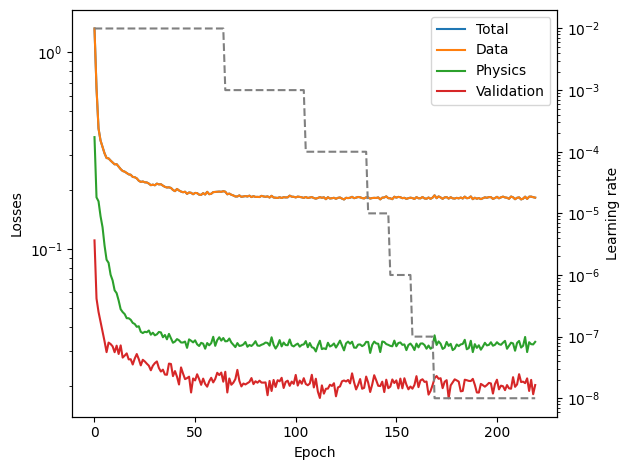 Total
Data
Physics
Validation
Losses
10⁰
10⁻¹
10⁻²
10⁻³
10⁻⁴
10⁻⁵
10⁻⁶
10⁻⁷
10⁻⁸
Learning rate
0 50 100 150 200
Epoch